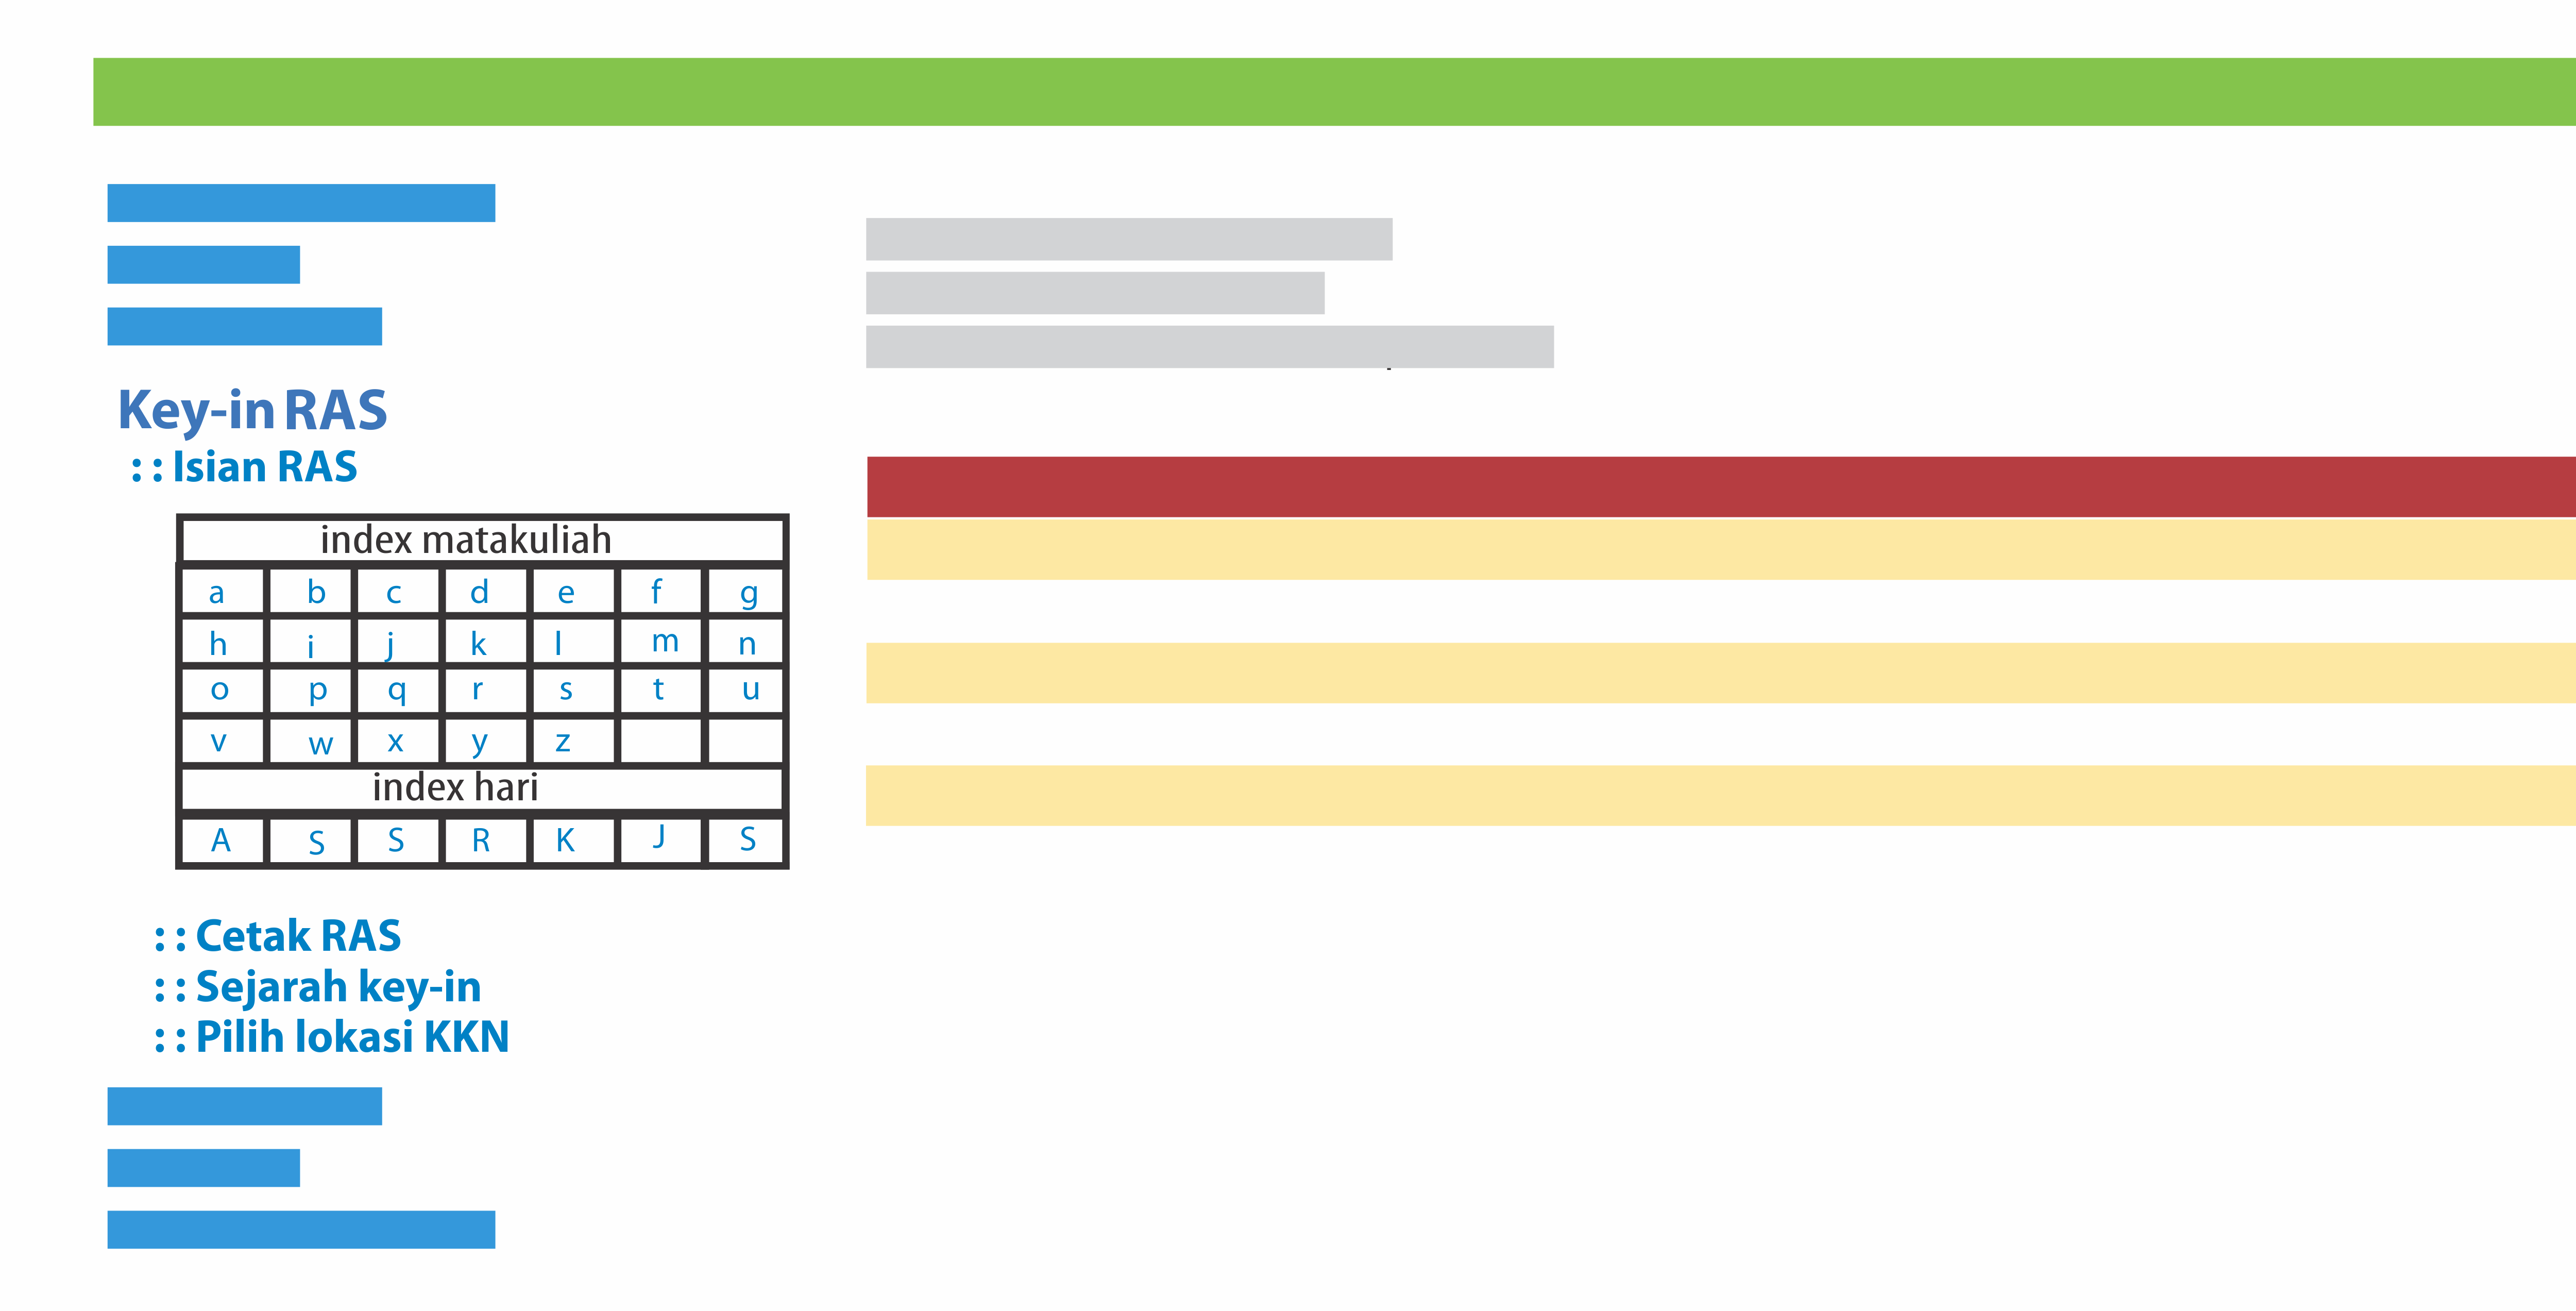 Key-in RAS
: : Isian RAS
index matakuliah
a b c d e f g
h i j k l m n
o p q r s t u
v w x y z
index hari
A S S R K J S
: : Cetak RAS
: : Sejarah key-in
: : Pilih lokasi KKN